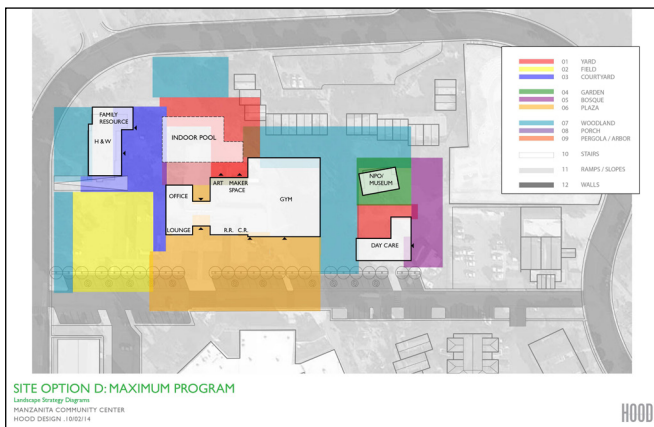 FAMILY
RESOURCE
H & W
INDOOR POOL
ART MAKER
SPACE
OFFICE
GYM
LOUNGE
R.R. C.R.
NPO/
MUSEUM
DAY CARE
01 YARD
02 FIELD
03 COURTYARD
04 GARDEN
05 BOSQUE
06 PLAZA
07 WOODLAND
08 PORCH
09 PERGOLA / ARBOR
10 STAIRS
11 RAMPS / SLOPES
12 WALLS
SITE OPTION D: MAXIMUM PROGRAM
Landscape Strategy Diagrams
MANZANITA COMMUNITY CENTER
HOOD DESIGN .10/02/14
HOOD